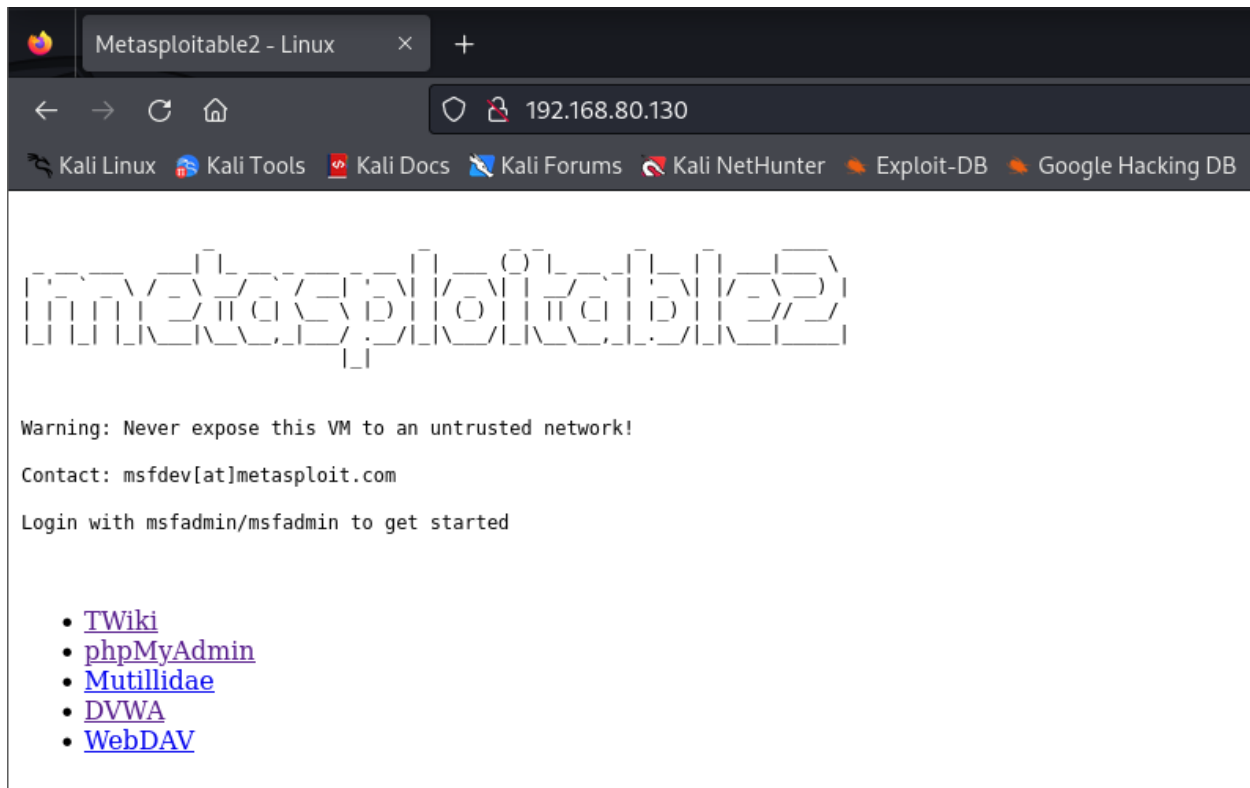 Metasploitable2 - Linux
192.168.80.130
Kali Linux Kali Tools Kali Docs Kali Forums Kali NetHunter Exploit-DB Google Hacking DB
metasploitable2
Warning: Never expose this VM to an untrusted network!
Contact: msfdev[at]metasploit.com
Login with msfadmin/msfadmin to get started
TWiki
phpMyAdmin
Mutillidae
DVWA
WebDAV